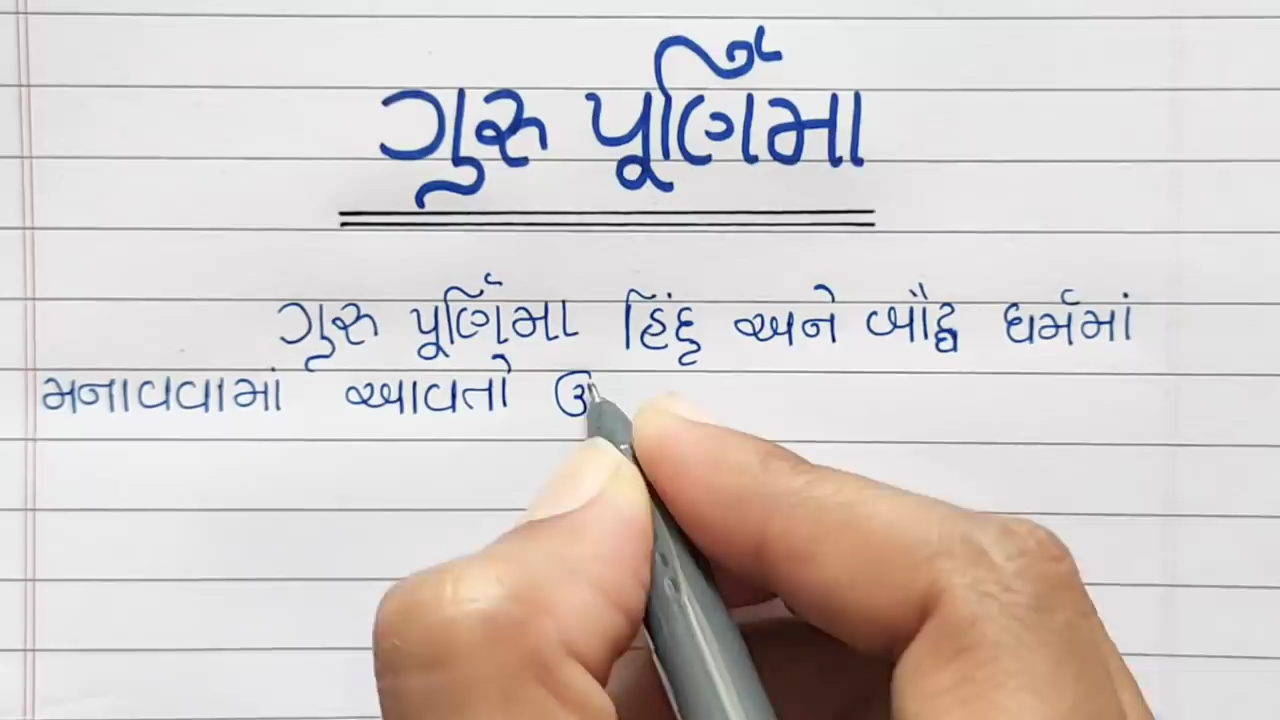 ગુરુ પૂર્ણિમા
ગુરુ પૂર્ણિમા હિંદુ અને બૌદ્ધ ધર્મમાં
મનાવવામાં આવતો ઉ